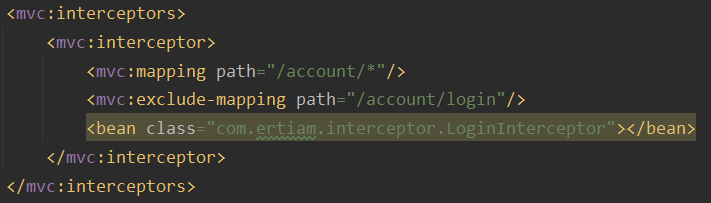 <mvc:interceptors>
<mvc:interceptor>
<mvc:mapping path="/account/*"/>
<mvc:exclude-mapping path="/account/login"/>
<bean class="com.ertiam.interceptor.LoginInterceptor"></bean>
</mvc:interceptor>
</mvc:interceptors>